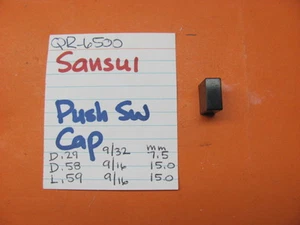 QR-6500
Sansui
Push Sw
Cap
mm
D.29 9/32 7.5
D.58 9/16 15.0
L.59 9/16 15.0